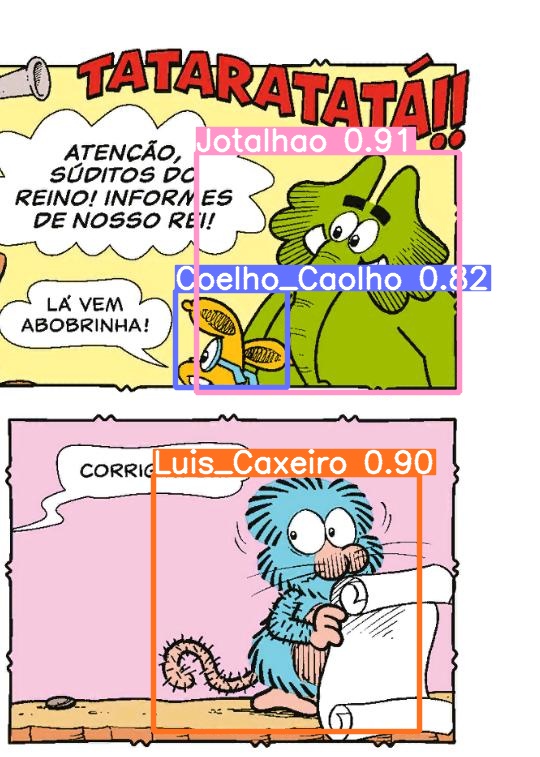 TATARATATÁ!!
Jotalhao 0.91
ATENÇÃO,
SÚDITOS DO
REINO! INFORMES
DE NOSSO REI!
Coelho_Caolho 0.82
LÁ VEM
ABOBRINHA!
Luis_Caxeiro 0.90